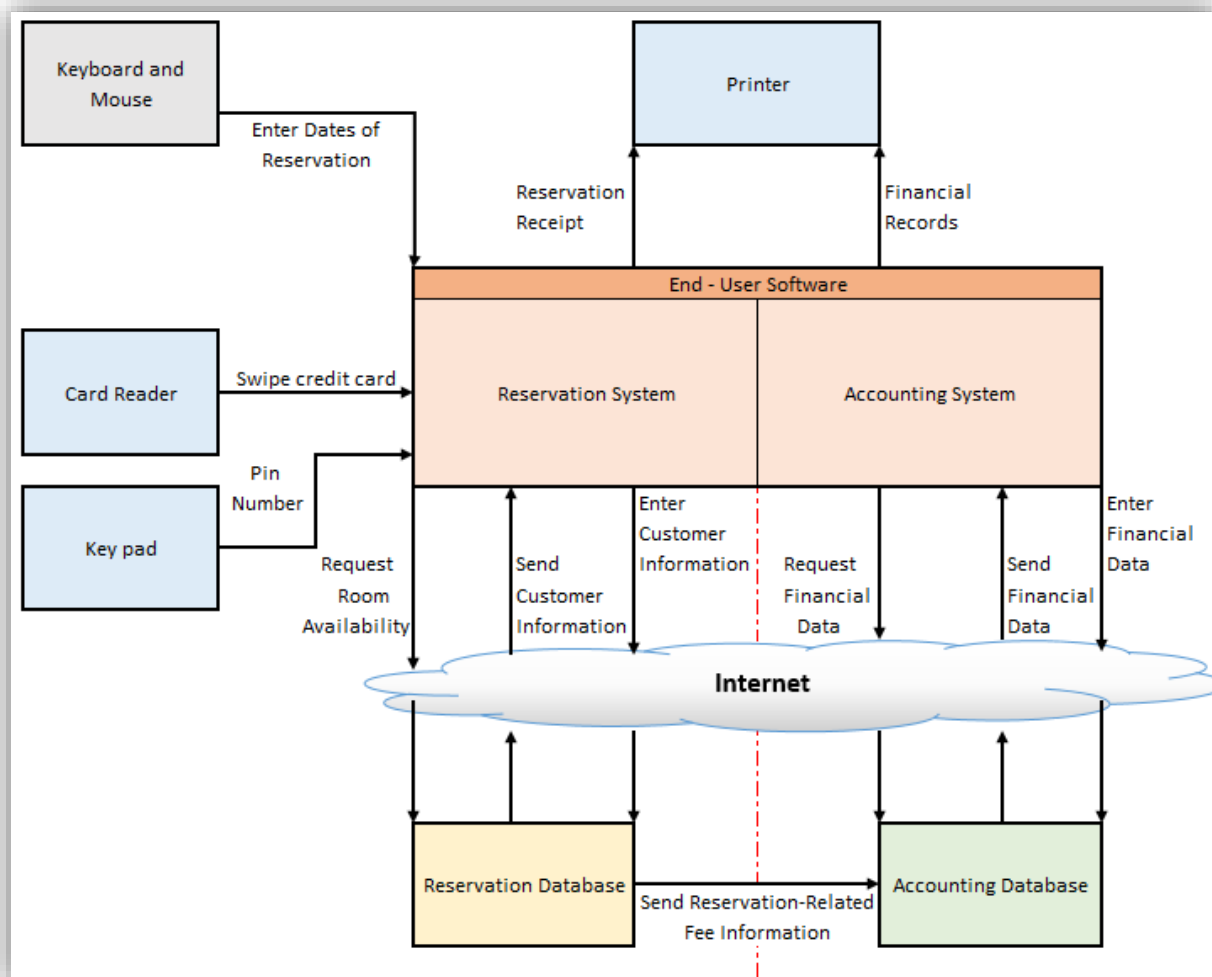 Keyboard and
Mouse
Printer
Enter Dates of
Reservation
Reservation
Receipt
Financial
Records
End - User Software
Card Reader
Swipe credit card
Reservation System
Accounting System
Pin
Number
Key pad
Request
Room
Availability
Send
Customer
Information
Enter
Customer
Information
Request
Financial
Data
Send
Financial
Data
Enter
Financial
Data
Internet
Reservation Database
Send Reservation-Related
Fee Information
Accounting Database